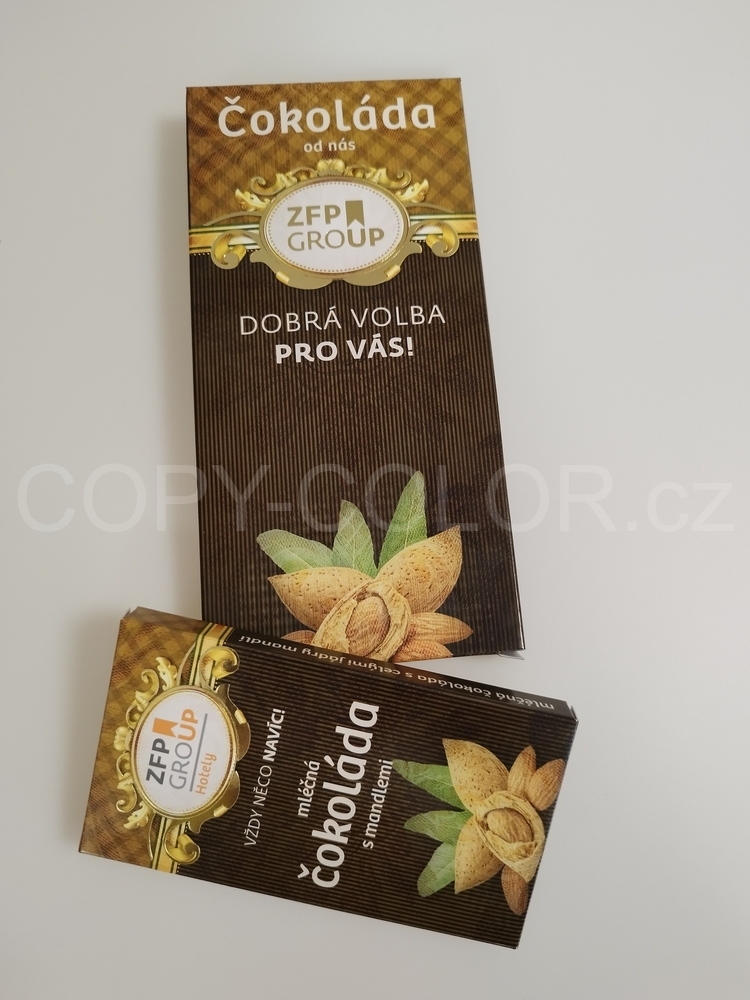 Čokoláda
od nás
ZFP
GROUP
DOBRÁ VOLBA
PRO VÁS!
COPY-COLOR.cz
mléčná čokoláda s celými jádry mandlí
ZFP
GROUP
Hotely
VŽDY NĚCO NAVÍC!
mléčná
čokoláda
s mandlemi